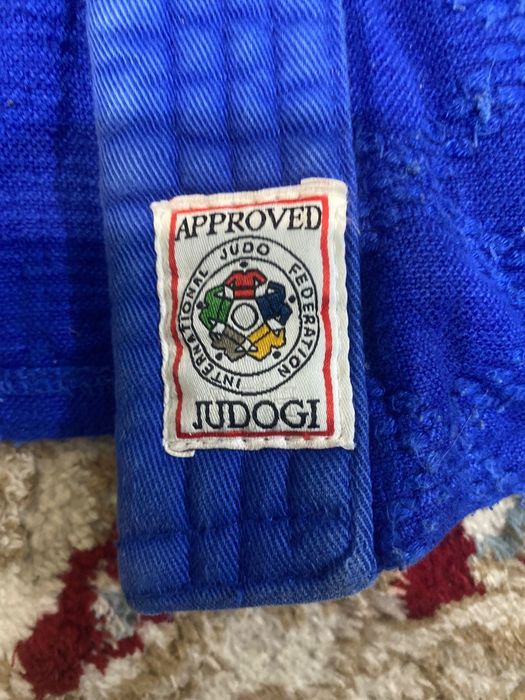 APPROVED
INTERNATIONAL JUDO FEDERATION
JUDOGI